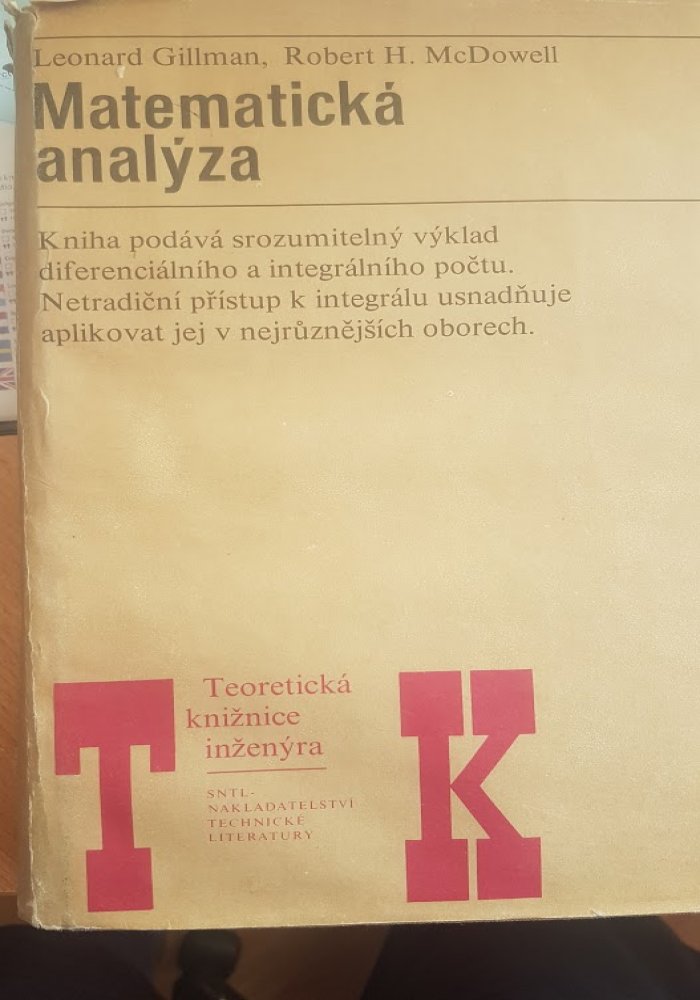 Leonard Gillman, Robert H. McDowell
Matematická
analýza
Kniha podává srozumitelný výklad
diferenciálního a integrálního počtu.
Netradiční přístup k integrálu usnadňuje
aplikovat jej v nejrůznějších oborech.
T
Teoretická
knižnice
inženýra
SNTL-
NAKLADATELSTVÍ
TECHNICKÉ
LITERATURY
K